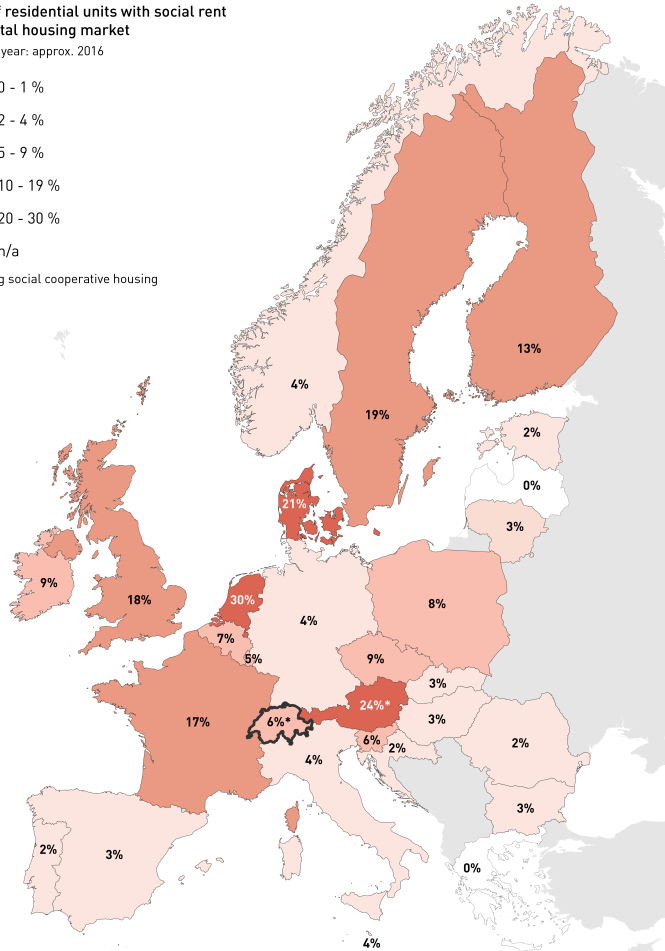 f residential units with social rent
tal housing market
year: approx. 2016
0 - 1 %
2 - 4 %
5 - 9 %
10 - 19 %
20 - 30 %
n/a
g social cooperative housing
13%
4%
19%
2%
0%
21%
3%
9%
18%
30%
8%
4%
7%
5%
9%
3%
24%*
17%
6%*
3%
6%
2%
2%
4%
3%
2%
3%
0%
4%